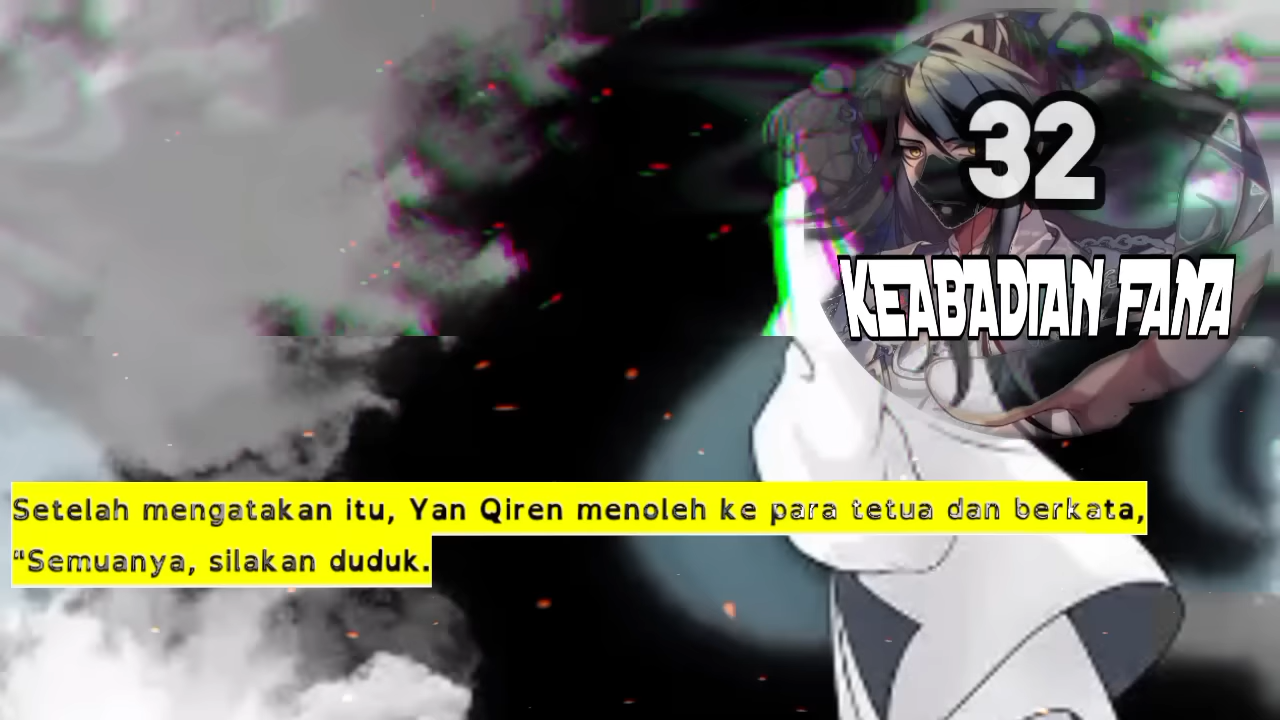 32
KEABADIAN FANA
Setelah mengatakan itu, Yan Qiren menoleh ke para tetua dan berkata,
"Semuanya, silakan duduk.